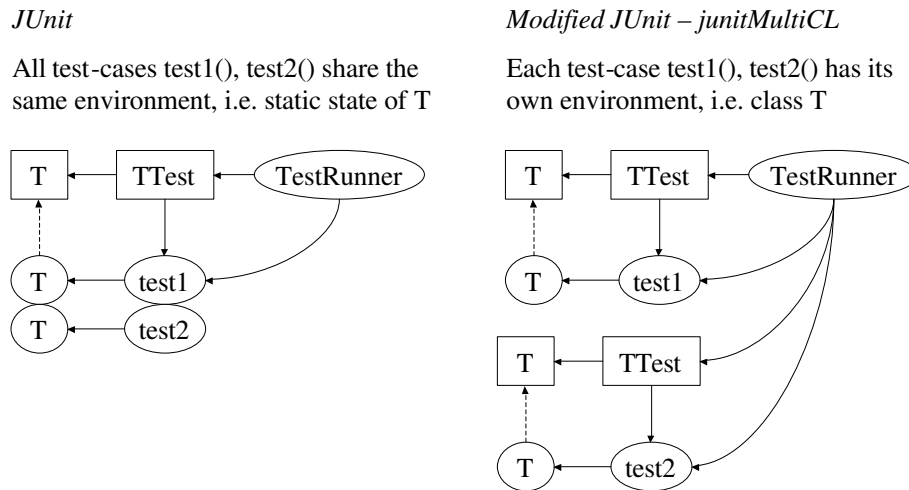 JUnit
All test-cases test1(), test2() share the
same environment, i.e. static state of T
T
TTest
TestRunner
T
test1
T
test2
Modified JUnit – junitMultiCL
Each test-case test1(), test2() has its
own environment, i.e. class T
T
TTest
TestRunner
T
test1
T
TTest
T
test2